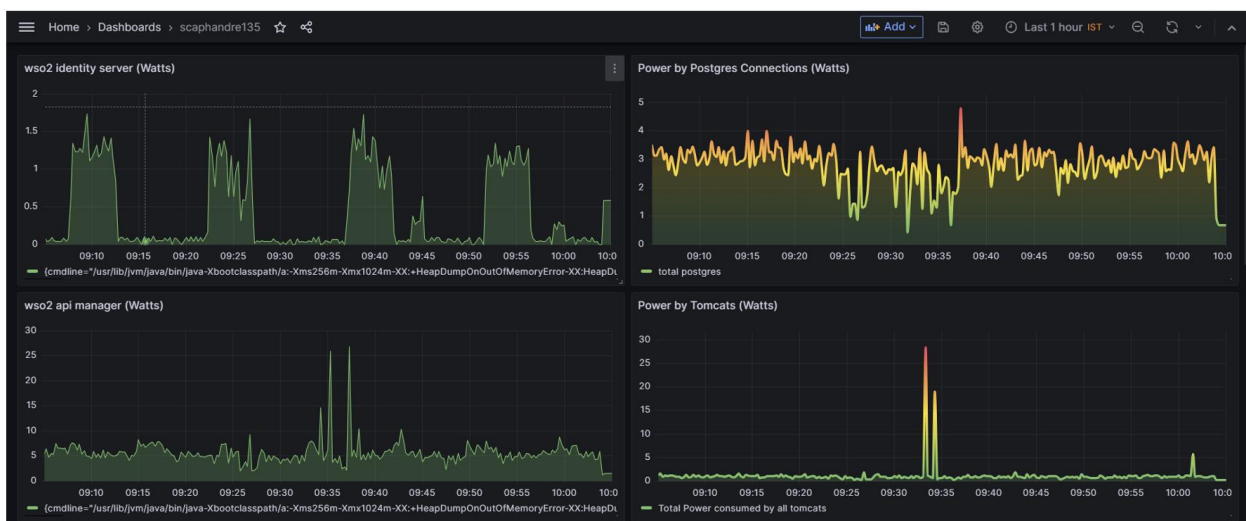 Home › Dashboards › scaphandre135
Add
Last 1 hour IST
wso2 identity server (Watts)
2
1.5
1
0.5
0
09:10 09:15 09:20 09:25 09:30 09:35 09:40 09:45 09:50 09:55 10:00 10:0
{cmdline="/usr/lib/jvm/java/bin/java-Xbootclasspath/a:-Xms256m-Xmx1024m-XX:+HeapDumpOnOutOfMemoryError-XX:HeapDu
Power by Postgres Connections (Watts)
5
4
3
2
1
0
09:10 09:15 09:20 09:25 09:30 09:35 09:40 09:45 09:50 09:55 10:00 10:0
total postgres
wso2 api manager (Watts)
30
25
20
15
10
5
0
09:10 09:15 09:20 09:25 09:30 09:35 09:40 09:45 09:50 09:55 10:00 10:0
{cmdline="/usr/lib/jvm/java/bin/java-Xbootclasspath/a:-Xms256m-Xmx1024m-XX:+HeapDumpOnOutOfMemoryError-XX:HeapDu
Power by Tomcats (Watts)
30
25
20
15
10
5
0
09:10 09:15 09:20 09:25 09:30 09:35 09:40 09:45 09:50 09:55 10:00 10:0
Total Power consumed by all tomcats